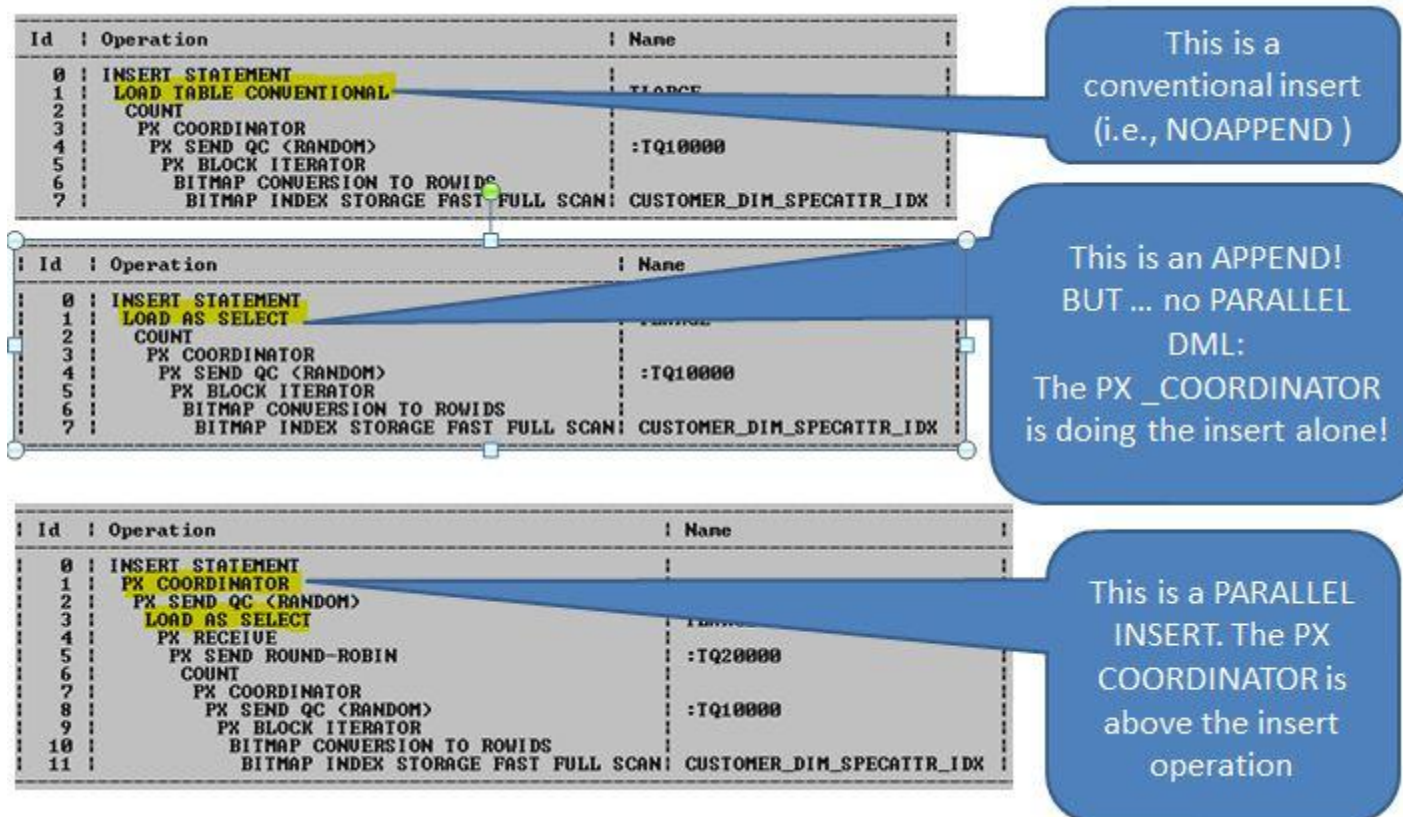 Id | Operation | Name |
0 | INSERT STATEMENT | |
1 | LOAD TABLE CONVENTIONAL
2 | COUNT | |
3 | PX COORDINATOR | |
4 | PX SEND QC (RANDOM) | :TQ10000 |
5 | PX BLOCK ITERATOR | |
6 | BITMAP CONVERSION TO ROWIDS | |
7 | BITMAP INDEX STORAGE FAST FULL SCAN| CUSTOMER_DIM_SPECATTR_IDX |
This is a
conventional insert
(i.e., NOAPPEND )
| Id | Operation | Name
| 0 | INSERT STATEMENT
| 1 | LOAD AS SELECT
| 2 | COUNT | |
| 3 | PX COORDINATOR | |
| 4 | PX SEND QC (RANDOM) | :TQ10000 |
| 5 | PX BLOCK ITERATOR | |
| 6 | BITMAP CONVERSION TO ROWIDS | |
| 7 | BITMAP INDEX STORAGE FAST FULL SCAN| CUSTOMER_DIM_SPECATTR_IDX |
This is an APPEND!
BUT ... no PARALLEL
DML:
The PX _COORDINATOR
is doing the insert alone!
| Id | Operation | Name |
| 0 | INSERT STATEMENT | |
| 1 | PX COORDINATOR
| 2 | PX SEND QC (RANDOM)
| 3 | LOAD AS SELECT
| 4 | PX RECEIVE | |
| 5 | PX SEND ROUND-ROBIN | :TQ20000 |
| 6 | COUNT | |
| 7 | PX COORDINATOR | |
| 8 | PX SEND QC (RANDOM) | :TQ10000 |
| 9 | PX BLOCK ITERATOR | |
| 10 | BITMAP CONVERSION TO ROWIDS | |
| 11 | BITMAP INDEX STORAGE FAST FULL SCAN| CUSTOMER_DIM_SPECATTR_IDX |
This is a PARALLEL
INSERT. The PX
COORDINATOR is
above the insert
operation